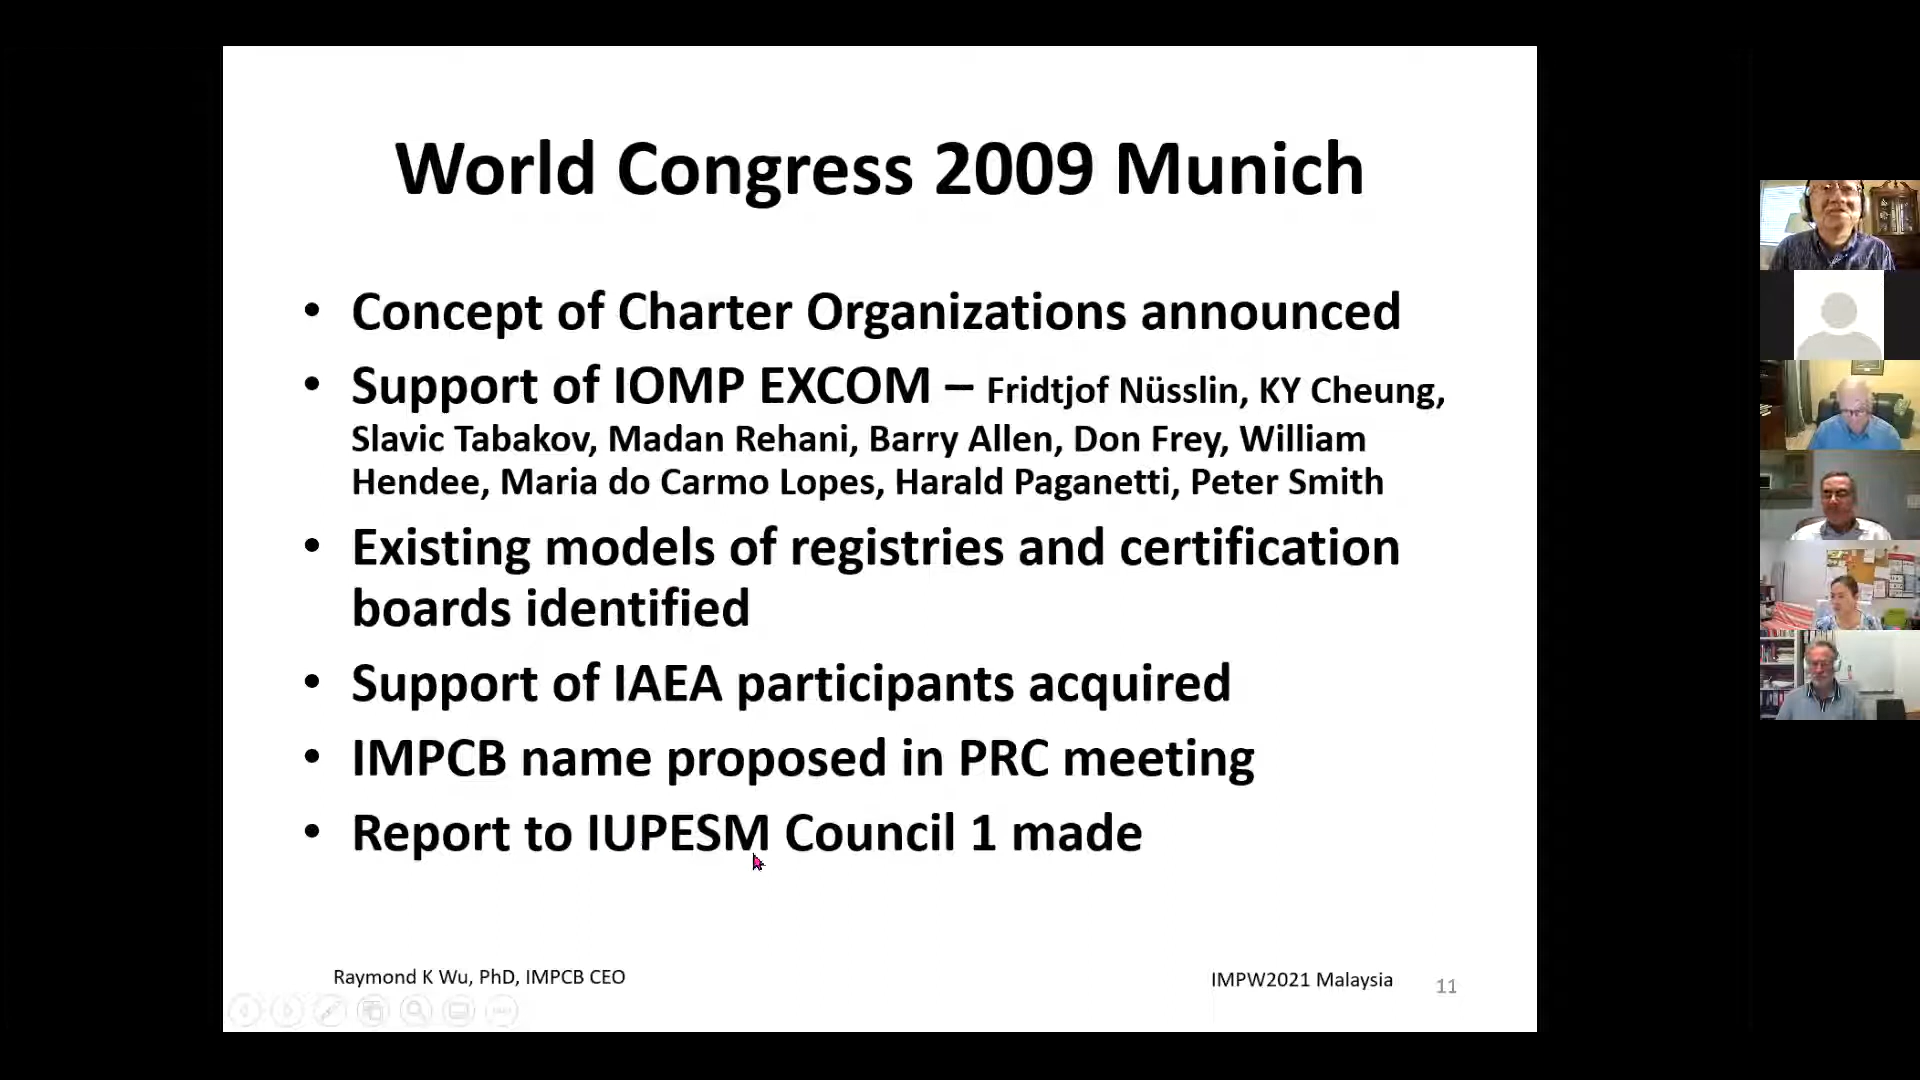 World Congress 2009 Munich
• Concept of Charter Organizations announced
• Support of IOMP EXCOM – Fridtjof Nüsslin, KY Cheung,
Slavic Tabakov, Madan Rehani, Barry Allen, Don Frey, William
Hendee, Maria do Carmo Lopes, Harald Paganetti, Peter Smith
• Existing models of registries and certification
boards identified
• Support of IAEA participants acquired
• IMPCB name proposed in PRC meeting
• Report to IUPESM Council 1 made
Raymond K Wu, PhD, IMPCB CEO
IMPW2021 Malaysia
11